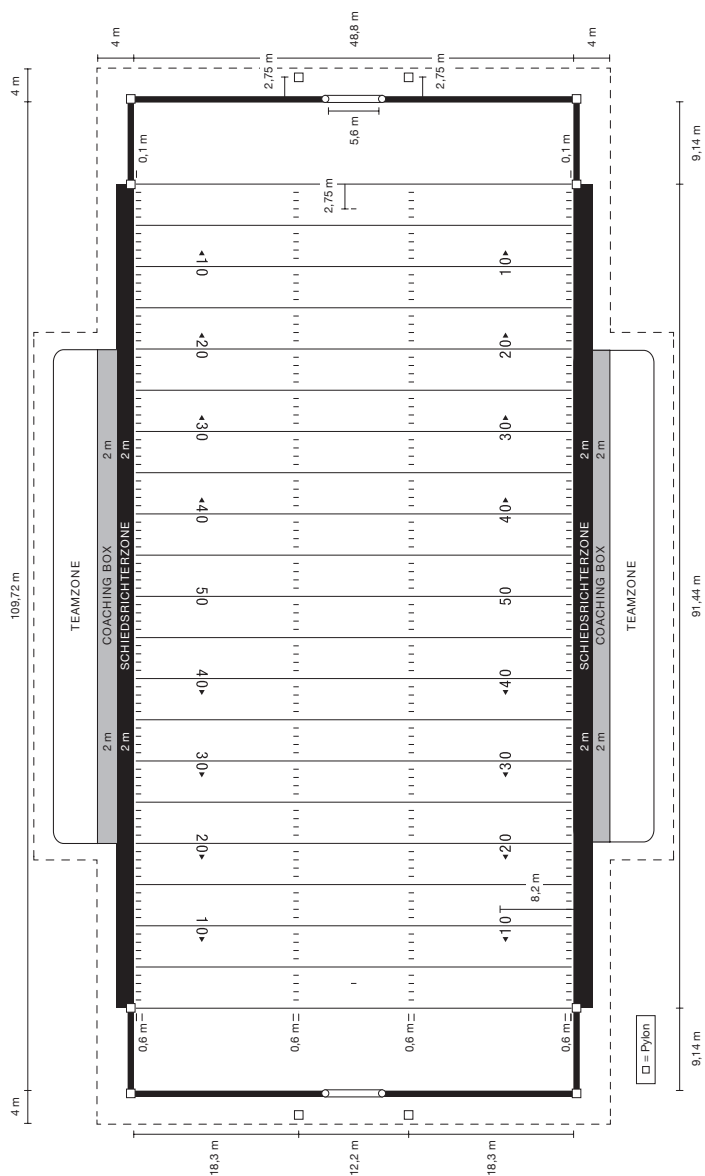 4 m
48,8 m
4 m
4 m
2,75 m
2,75 m
5,6 m
0,1 m
0,1 m
9,14 m
2,75 m
10
10
20
20
30
30
2 m
2 m
2 m
2 m
40
40
109,72 m
TEAMZONE
COACHING BOX
SCHIEDSRICHTERZONE
50
50
SCHIEDSRICHTERZONE
COACHING BOX
TEAMZONE
91,44 m
40
40
2 m
2 m
2 m
2 m
30
30
20
20
8,2 m
10
10
0,6 m
0,6 m
0,6 m
0,6 m
= Pylon
9,14 m
4 m
18,3 m
12,2 m
18,3 m